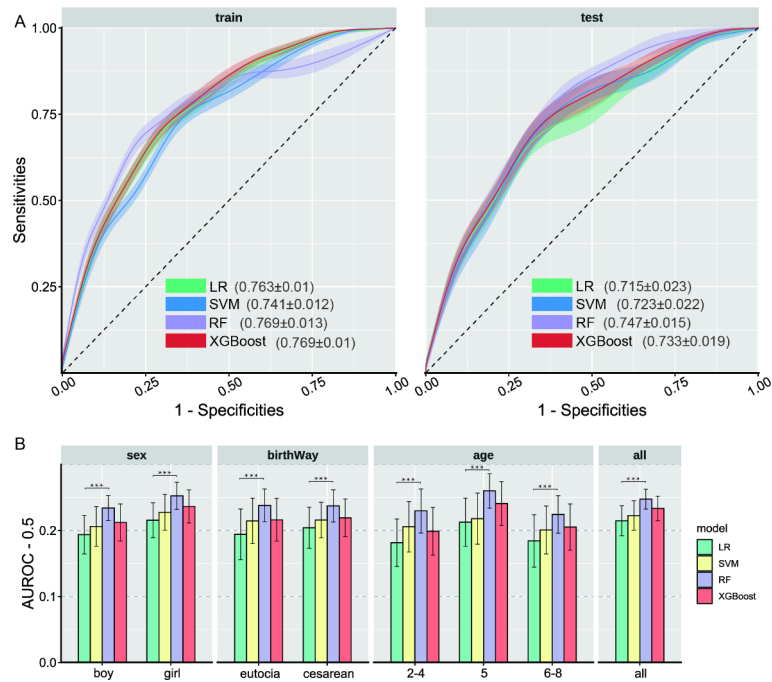 A
train
test
1.00
0.75
0.50
0.25
Sensitivities
LR (0.763±0.01)
SVM (0.741±0.012)
RF (0.769±0.013)
XGBoost (0.769±0.01)
LR (0.715±0.023)
SVM (0.723±0.022)
RF (0.747±0.015)
XGBoost (0.733±0.019)
0.00 0.25 0.50 0.75 1.00
0.00 0.25 0.50 0.75 1.00
1 - Specificities
1 - Specificities
B
sex
birthWay
age
all
*** *** *** *** *** *** *** ***
AUROC - 0.5
0.2
0.1
0.0
boy girl
eutocia cesarean
2-4 5 6-8
all
model
LR
SVM
RF
XGBoost